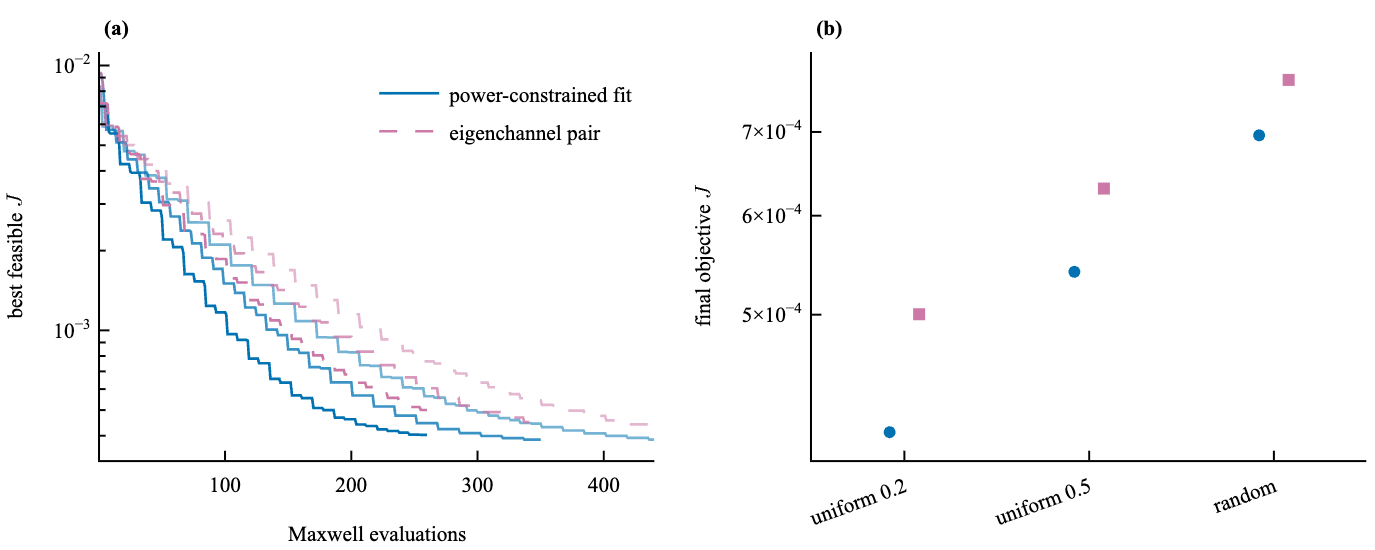 (a)
10⁻²
10⁻³
best feasible J
power-constrained fit
eigenchannel pair
100
200
300
400
Maxwell evaluations
(b)
7×10⁻⁴
6×10⁻⁴
5×10⁻⁴
final objective J
uniform 0.2
uniform 0.5
random